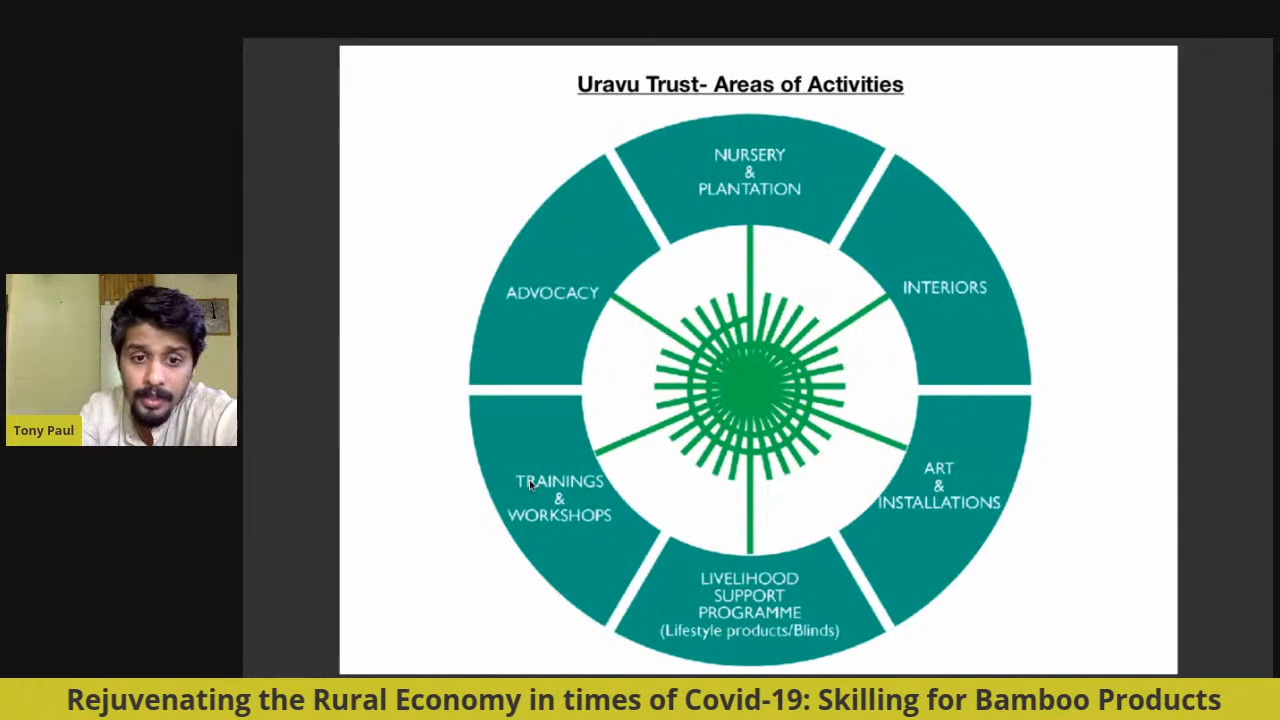 Uravu Trust- Areas of Activities
NURSERY
&
PLANTATION
ADVOCACY
INTERIORS
TRAININGS
&
WORKSHOPS
ART
&
INSTALLATIONS
LIVELIHOOD
SUPPORT
PROGRAMME
(Lifestyle products/Blinds)
Tony Paul
Rejuvenating the Rural Economy in times of Covid-19: Skilling for Bamboo Products